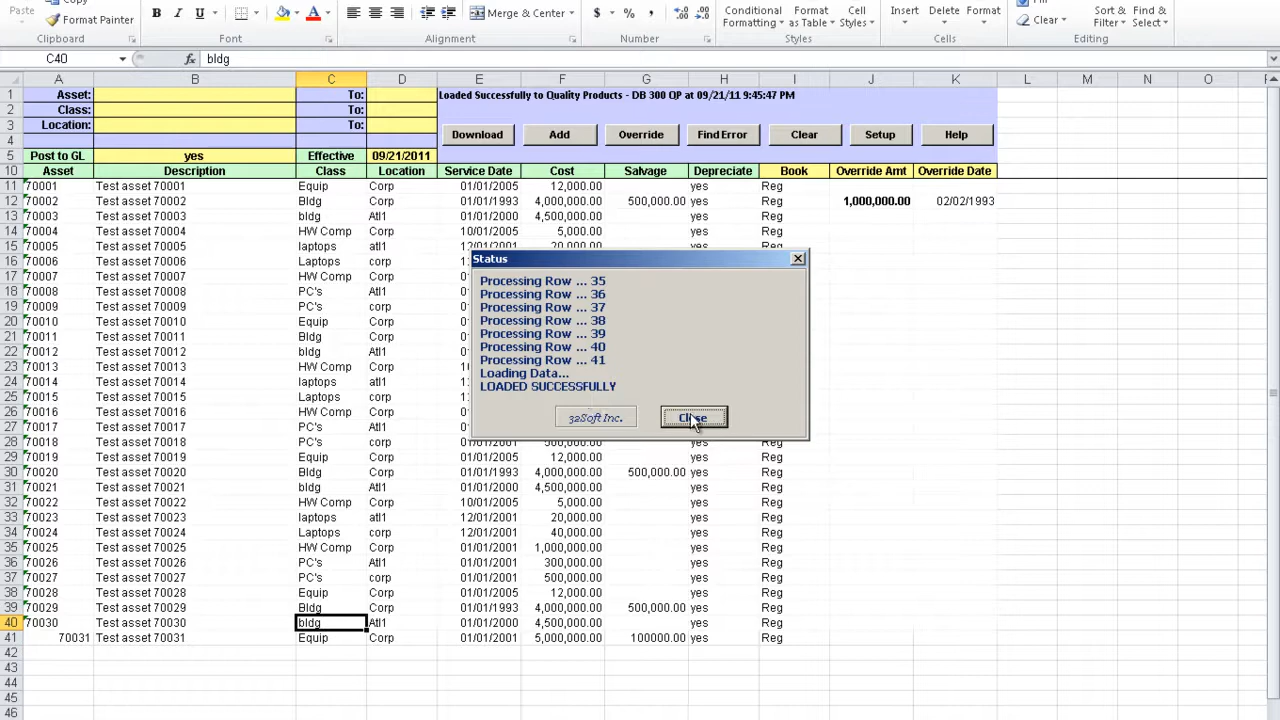 Paste Copy Format Painter B I U A $ % , Merge & Center Conditional Formatting Format as Table Cell Styles Insert Delete Format Fill Clear Sort & Filter Find & Select
Clipboard Font Alignment Number Styles Cells Editing
C40 fx bldg
A B C D E F G H I J K L M N O
1 Asset: To: Loaded Successfully to Quality Products - DB 300 QP at 09/21/11 9:45:47 PM
2 Class: To:
3 Location: To: Download Add Override Find Error Clear Setup Help
4
5 Post to GL yes Effective 09/21/2011
10 Asset Description Class Location Service Date Cost Salvage Depreciate Book Override Amt Override Date
11 70001 Test asset 70001 Equip Corp 01/01/2005 12,000.00 yes Reg
12 70002 Test asset 70002 Bldg Corp 01/01/1993 4,000,000.00 500,000.00 yes Reg 1,000,000.00 02/02/1993
13 70003 Test asset 70003 bldg Atl1 01/01/2000 4,500,000.00 yes Reg
14 70004 Test asset 70004 HW Comp Corp 10/01/2005 5,000.00 yes Reg
15 70005 Test asset 70005 laptops atl1 12/01/2001 20,000.00 yes Reg
16 70006 Test asset 70006 Laptops corp
17 70007 Test asset 70007 HW Comp Corp
18 70008 Test asset 70008 PC's Atl1
19 70009 Test asset 70009 PC's corp
20 70010 Test asset 70010 Equip Corp
21 70011 Test asset 70011 Bldg Corp
22 70012 Test asset 70012 bldg Atl1
23 70013 Test asset 70013 HW Comp Corp
24 70014 Test asset 70014 laptops atl1
25 70015 Test asset 70015 Laptops corp
26 70016 Test asset 70016 HW Comp Corp
27 70017 Test asset 70017 PC's Atl1
28 70018 Test asset 70018 PC's corp 01/01/2005 500,000.00 yes Reg
29 70019 Test asset 70019 Equip Corp 01/01/2005 12,000.00 yes Reg
30 70020 Test asset 70020 Bldg Corp 01/01/1993 4,000,000.00 500,000.00 yes Reg
31 70021 Test asset 70021 bldg Atl1 01/01/2000 4,500,000.00 yes Reg
32 70022 Test asset 70022 HW Comp Corp 10/01/2005 5,000.00 yes Reg
33 70023 Test asset 70023 laptops atl1 12/01/2001 20,000.00 yes Reg
34 70024 Test asset 70024 Laptops corp 12/01/2001 40,000.00 yes Reg
35 70025 Test asset 70025 HW Comp Corp 01/01/2005 1,000,000.00 yes Reg
36 70026 Test asset 70026 PC's Atl1 01/01/2005 300,000.00 yes Reg
37 70027 Test asset 70027 PC's corp 01/01/2005 500,000.00 yes Reg
38 70028 Test asset 70028 Equip Corp 01/01/2005 12,000.00 yes Reg
39 70029 Test asset 70029 Bldg Corp 01/01/1993 4,000,000.00 500,000.00 yes Reg
40 70030 Test asset 70030 bldg Atl1 01/01/2000 4,500,000.00 yes Reg
41 70031 Test asset 70031 Equip Corp 01/01/2001 5,000,000.00 100000.00 yes Reg
42
43
44
45
46
Status
Processing Row ... 35
Processing Row ... 36
Processing Row ... 37
Processing Row ... 38
Processing Row ... 39
Processing Row ... 40
Processing Row ... 41
Loading Data...
LOADED SUCCESSFULLY
32Soft Inc. Close